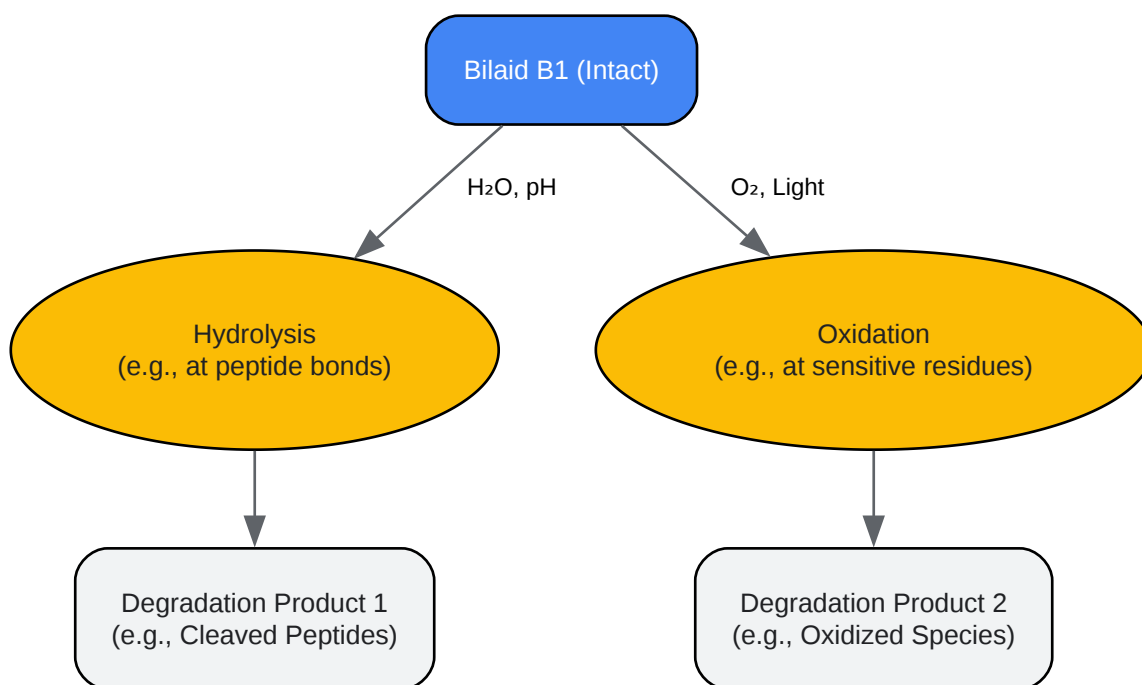 Bilaid B1 (Intact)
H₂O, pH
O₂, Light
Hydrolysis
(e.g., at peptide bonds)
Oxidation
(e.g., at sensitive residues)
Degradation Product 1
(e.g., Cleaved Peptides)
Degradation Product 2
(e.g., Oxidized Species)